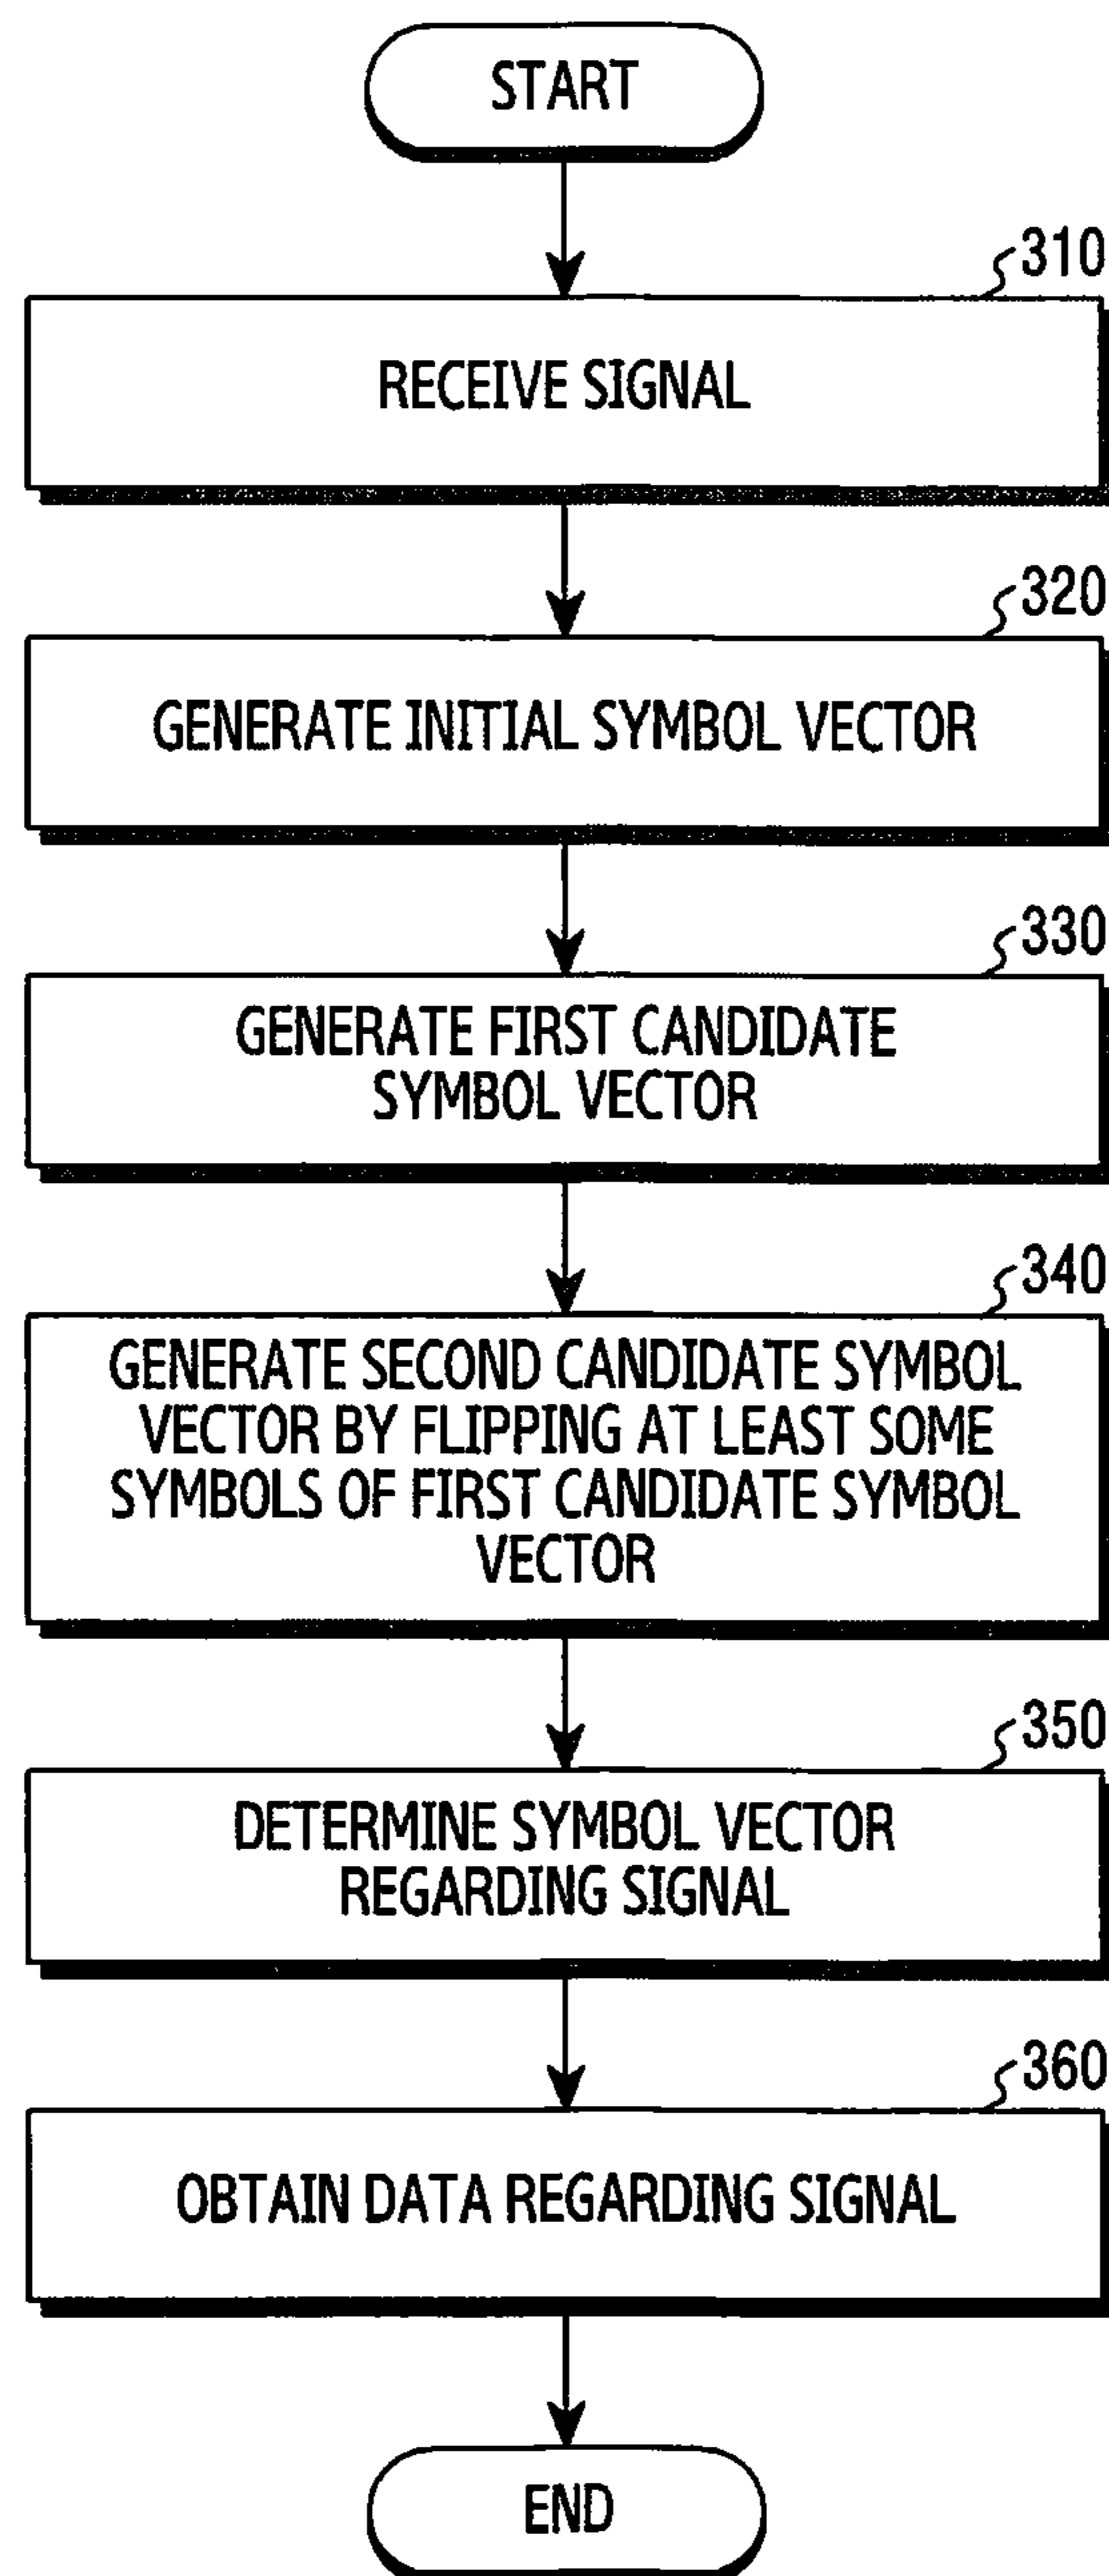 START
310
RECEIVE SIGNAL
320
GENERATE INITIAL SYMBOL VECTOR
330
GENERATE FIRST CANDIDATE
SYMBOL VECTOR
340
GENERATE SECOND CANDIDATE SYMBOL
VECTOR BY FLIPPING AT LEAST SOME
SYMBOLS OF FIRST CANDIDATE SYMBOL
VECTOR
350
DETERMINE SYMBOL VECTOR
REGARDING SIGNAL
360
OBTAIN DATA REGARDING SIGNAL
END